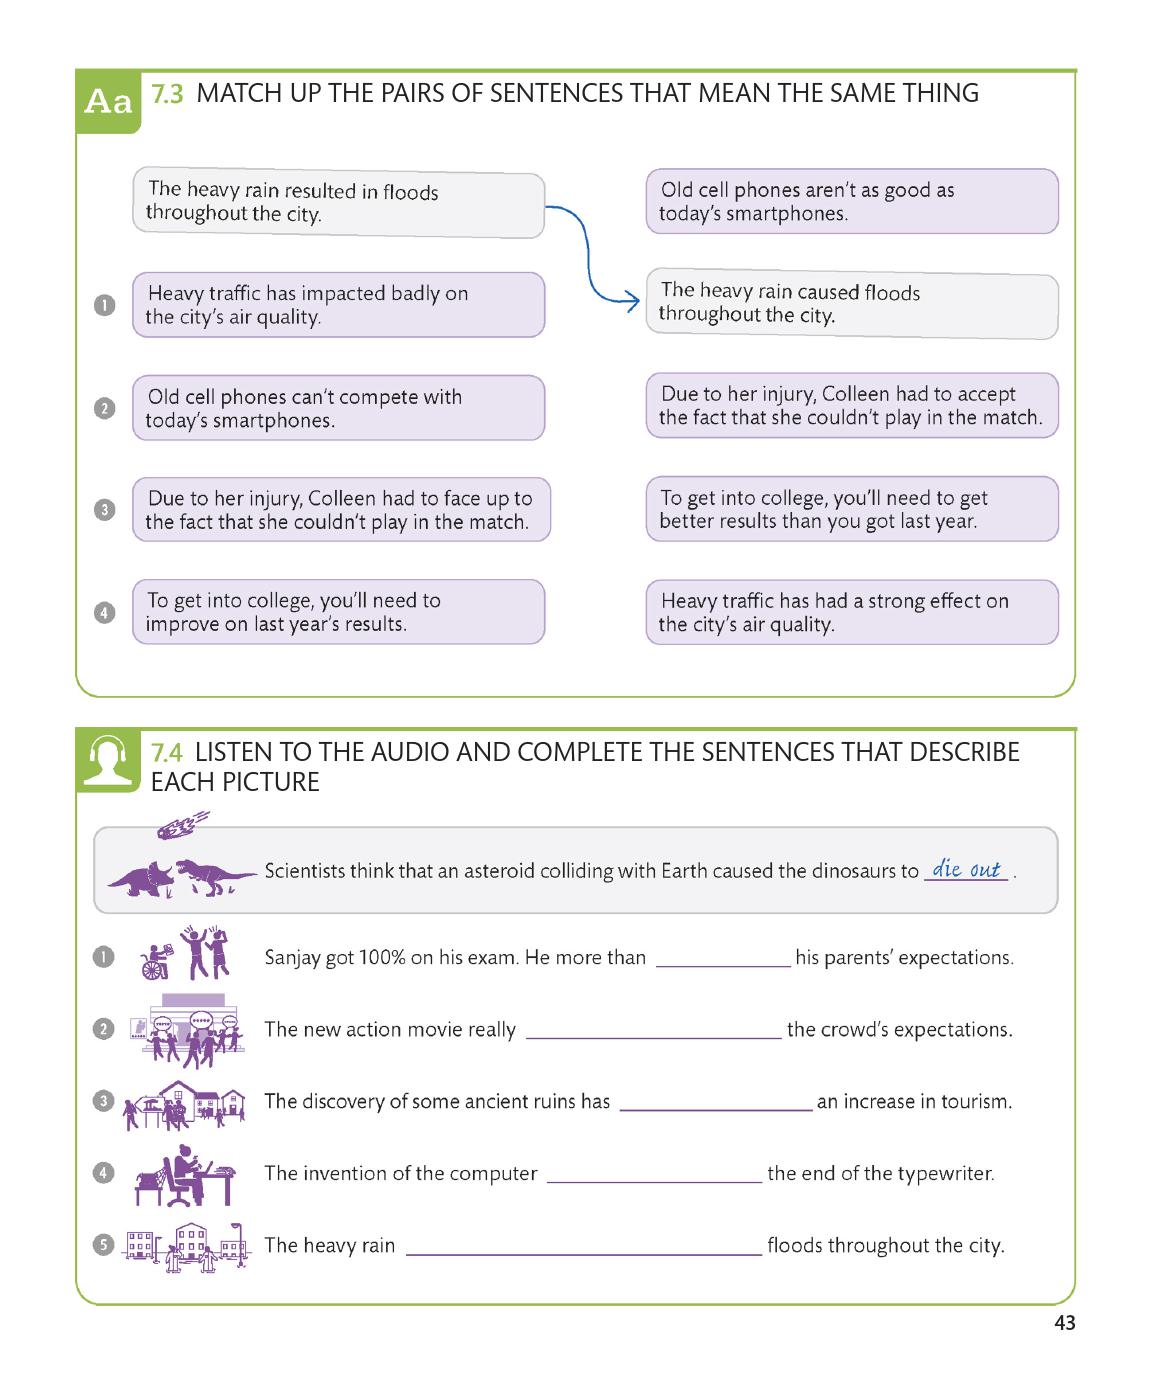 Aa 7.3 MATCH UP THE PAIRS OF SENTENCES THAT MEAN THE SAME THING
The heavy rain resulted in floods
throughout the city.
1 Heavy traffic has impacted badly on
the city's air quality.
2 Old cell phones can't compete with
today's smartphones.
3 Due to her injury, Colleen had to face up to
the fact that she couldn't play in the match.
4 To get into college, you'll need to
improve on last year's results.
Old cell phones aren't as good as
today's smartphones.
The heavy rain caused floods
throughout the city.
Due to her injury, Colleen had to accept
the fact that she couldn't play in the match.
To get into college, you'll need to get
better results than you got last year.
Heavy traffic has had a strong effect on
the city's air quality.
7.4 LISTEN TO THE AUDIO AND COMPLETE THE SENTENCES THAT DESCRIBE
EACH PICTURE
Scientists think that an asteroid colliding with Earth caused the dinosaurs to die out .
1 Sanjay got 100% on his exam. He more than ____________ his parents' expectations.
2 The new action movie really ____________ the crowd's expectations.
3 The discovery of some ancient ruins has ____________ an increase in tourism.
4 The invention of the computer ____________ the end of the typewriter.
5 The heavy rain ____________ floods throughout the city.
43